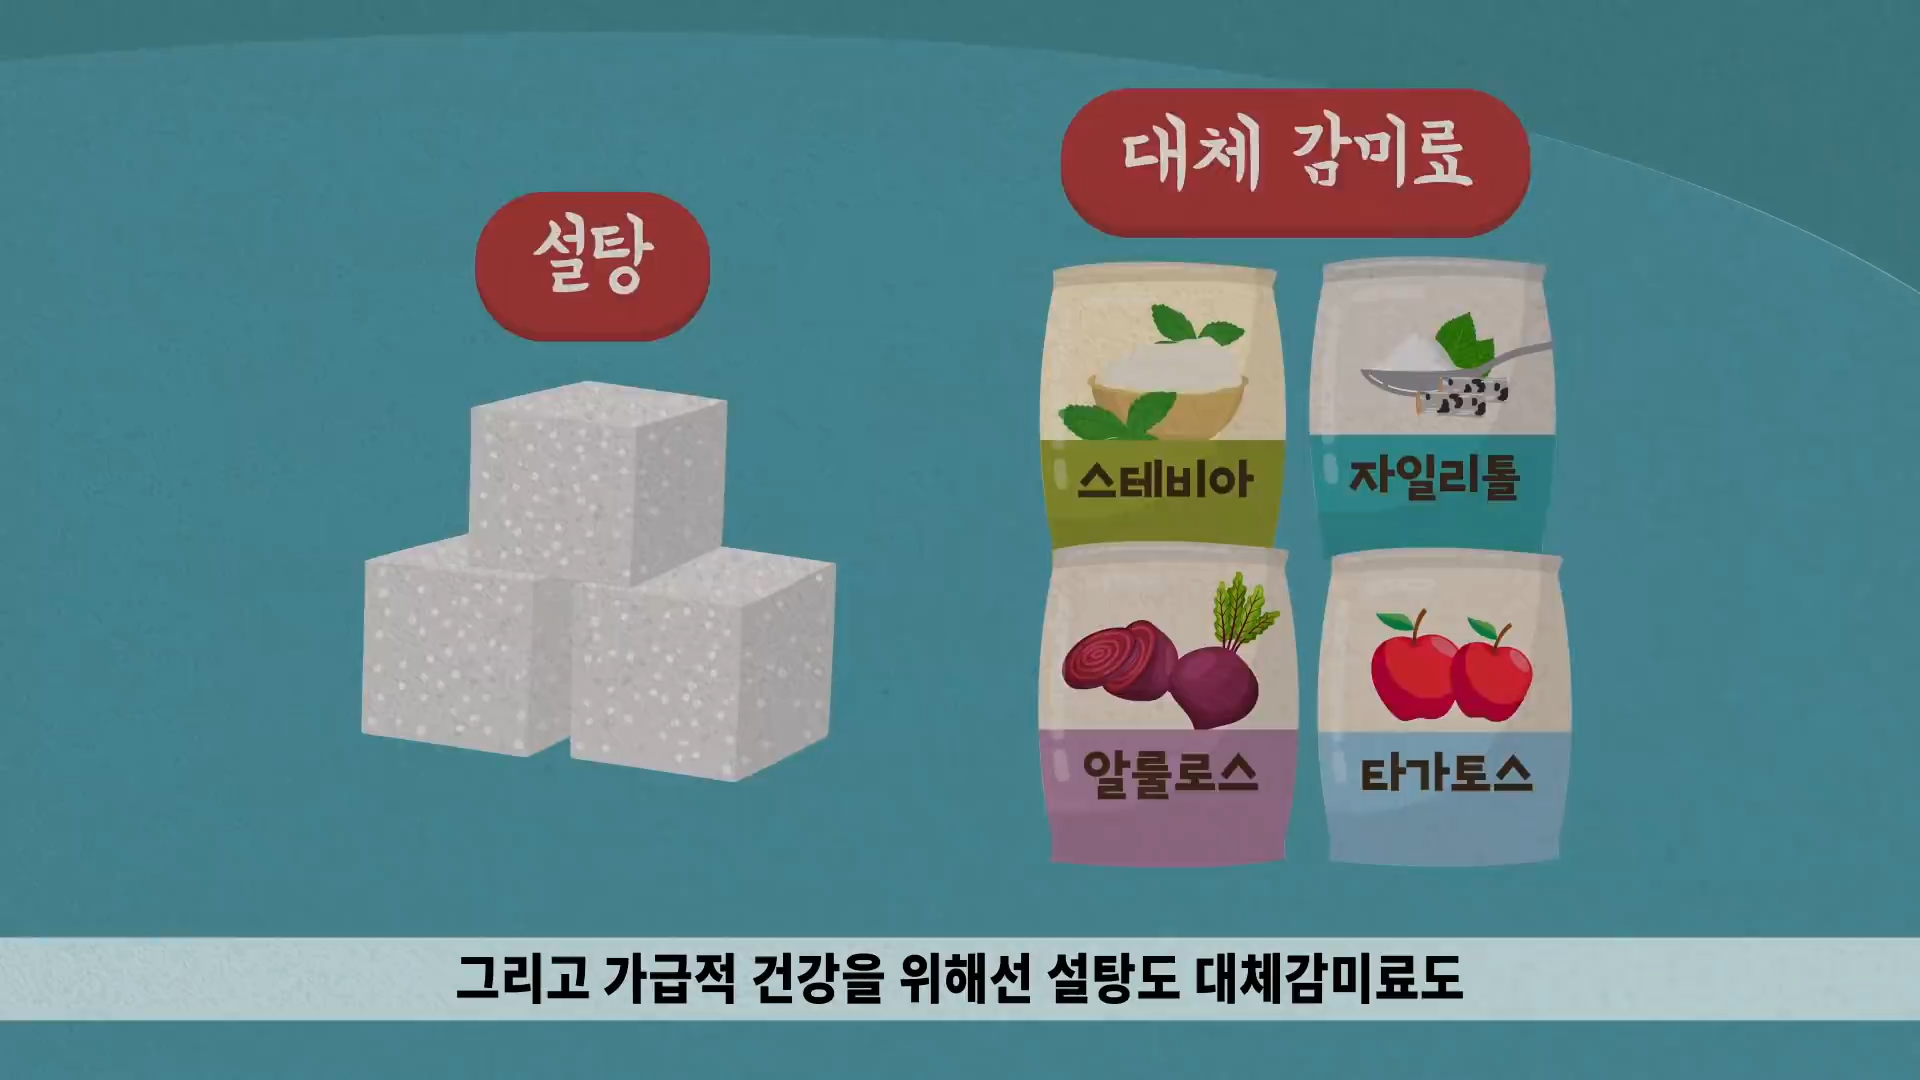 설탕
대체 감미료
스테비아
자일리톨
알룰로스
타가토스
그리고 가급적 건강을 위해선 설탕도 대체감미료도